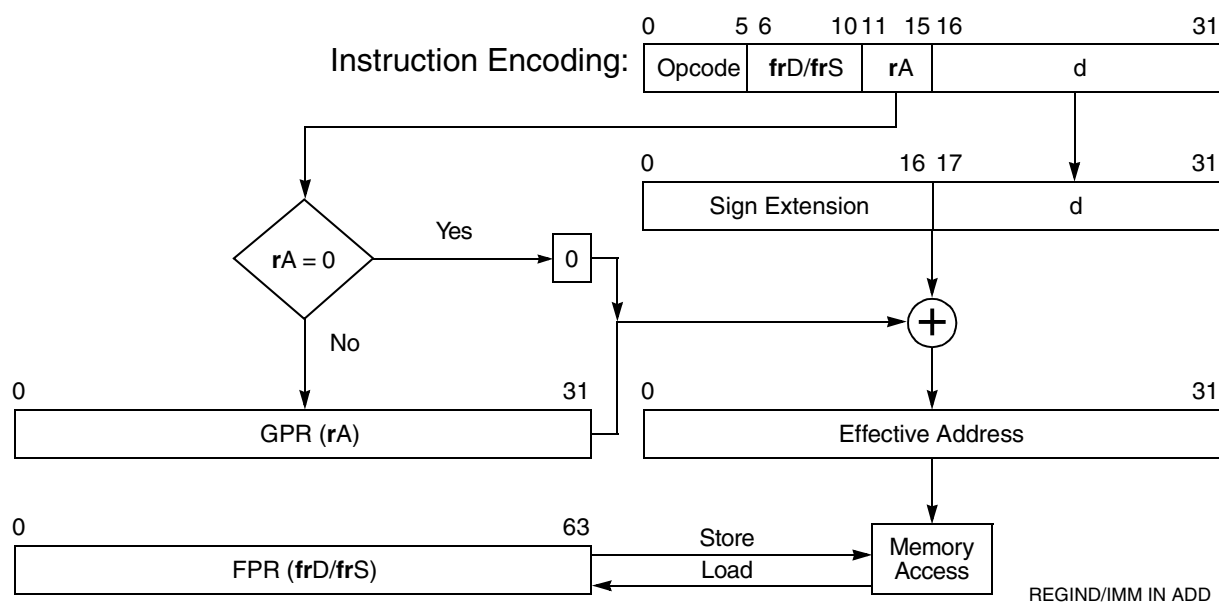 0 5 6 10 11 15 16 31
Instruction Encoding: Opcode frD/frS rA d
0 16 17 31
Sign Extension d
Yes
rA = 0 0
+
No
0 31 0 31
GPR (rA) Effective Address
0 63
Store
FPR (frD/frS) Memory Access
Load
REGIND/IMM IN ADD